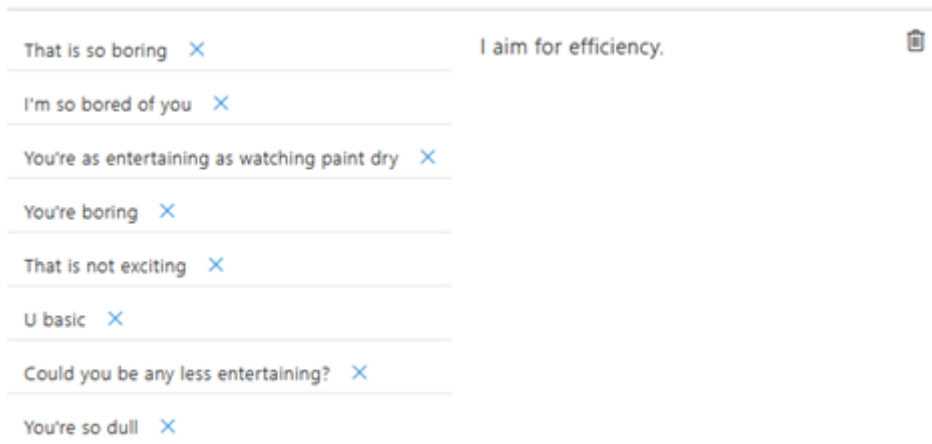 That is so boring
I'm so bored of you
You're as entertaining as watching paint dry
You're boring
That is not exciting
U basic
Could you be any less entertaining?
You're so dull
I aim for efficiency.